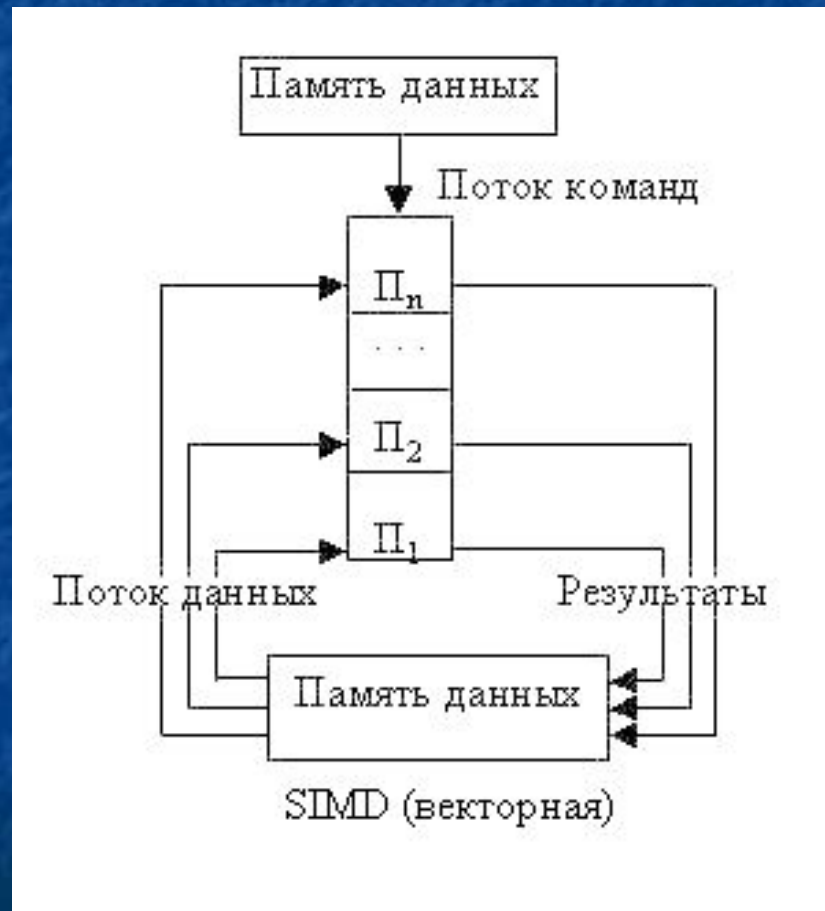 Память данных
Поток команд
Пn
...
П2
П1
Поток данных
Результаты
Память данных
SIMD (векторная)